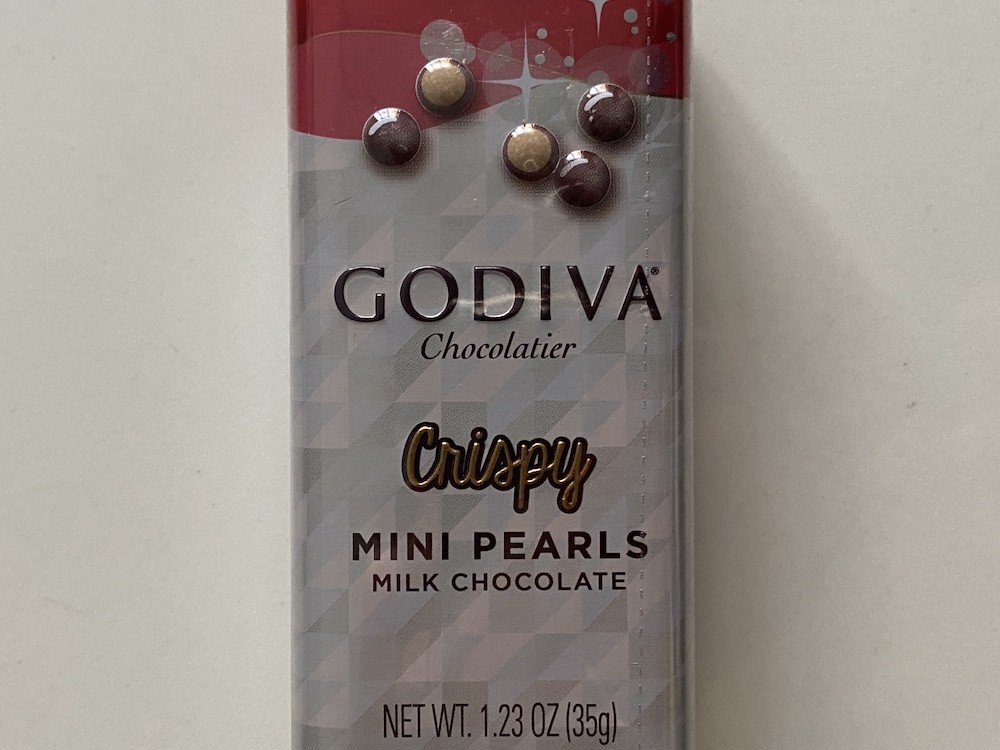 GODIVA®
Chocolatier
Crispy
MINI PEARLS
MILK CHOCOLATE
NET WT. 1.23 OZ (35g)